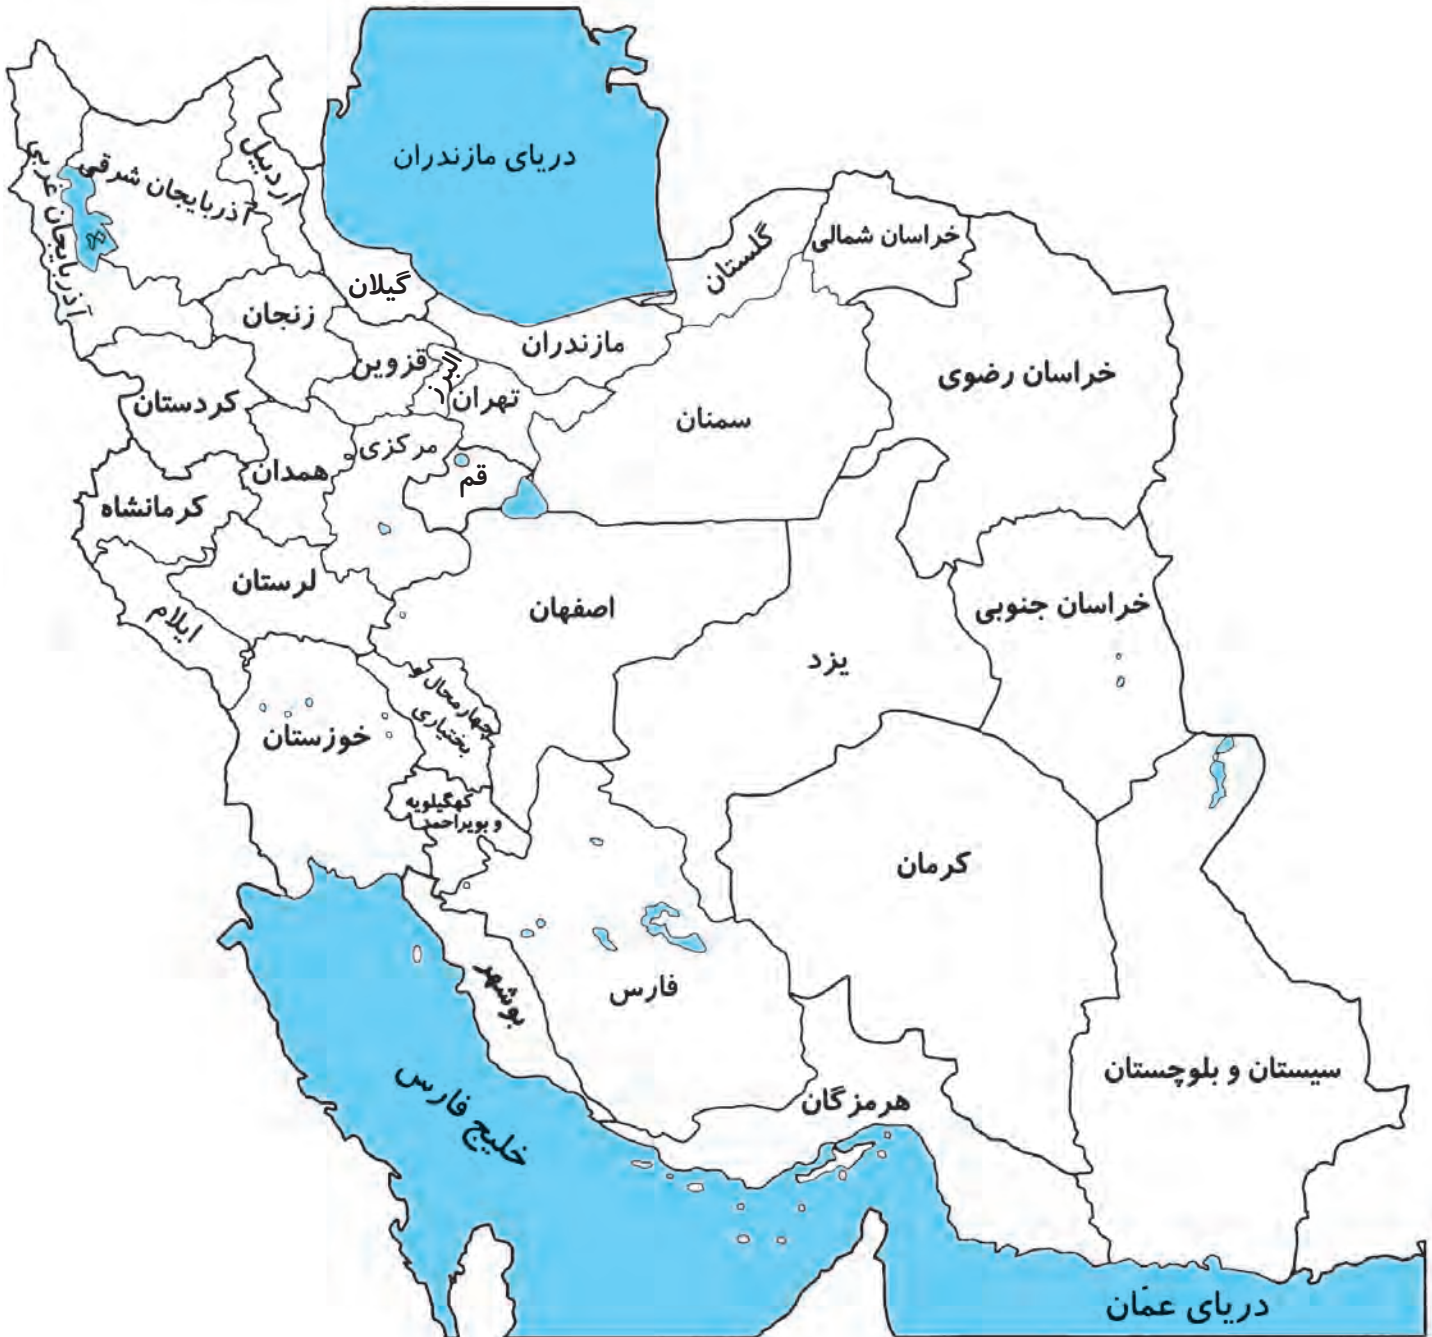 دریای مازندران
اردبیل
آذربایجان شرقی
آذربایجان غربی
خراسان شمالی
گلستان
گیلان
زنجان
مازندران
قزوین
البرز
تهران
خراسان رضوی
کردستان
سمنان
مرکزی
همدان
قم
کرمانشاه
لرستان
اصفهان
خراسان جنوبی
ایلام
یزد
چهارمحال و
بختیاری
خوزستان
کهگیلویه
و بویراحمد
کرمان
فارس
بوشهر
سیستان و بلوچستان
هرمزگان
خلیج فارس
دریای عمّان